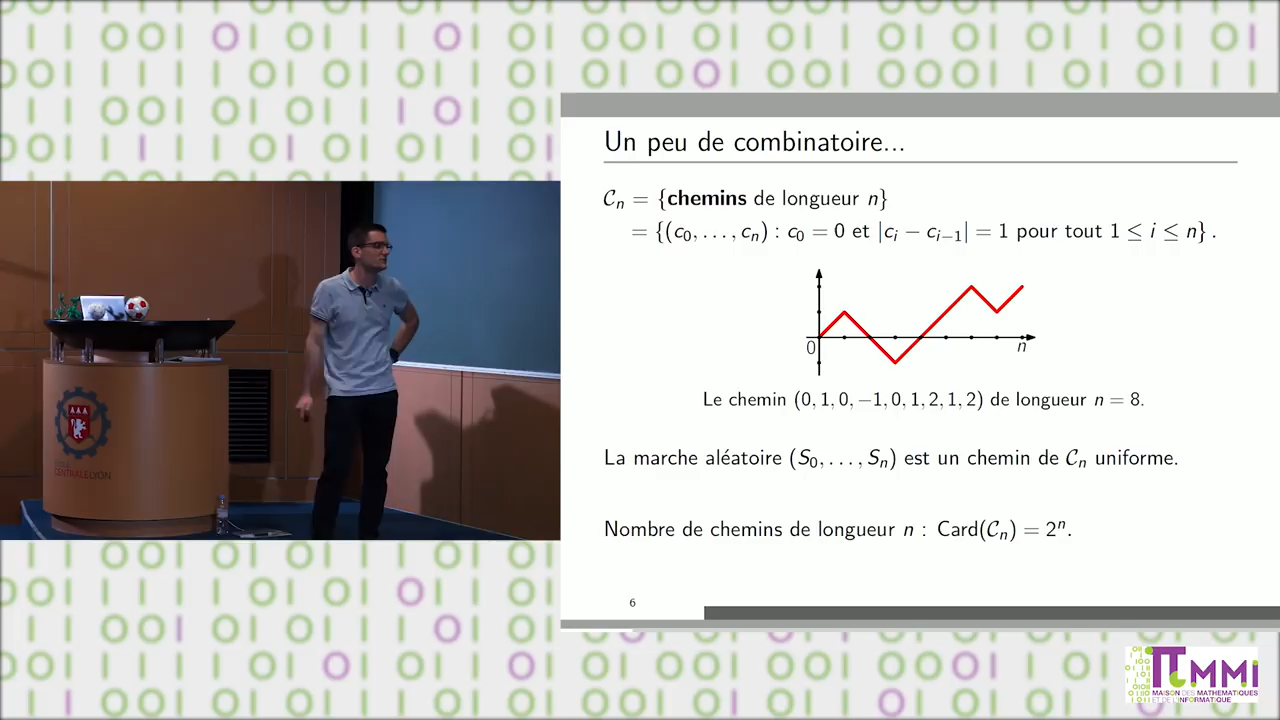 Un peu de combinatoire...
𝒞n = {chemins de longueur n}
= {(c0, . . . , cn) : c0 = 0 et |ci − ci−1| = 1 pour tout 1 ≤ i ≤ n} .
0
n
Le chemin (0, 1, 0, −1, 0, 1, 2, 1, 2) de longueur n = 8.
La marche aléatoire (S0, . . . , Sn) est un chemin de 𝒞n uniforme.
Nombre de chemins de longueur n : Card(𝒞n) = 2^n.
6
CENTRALELYON
MMI
MAISON DES MATHÉMATIQUES
ET DE L'INFORMATIQUE